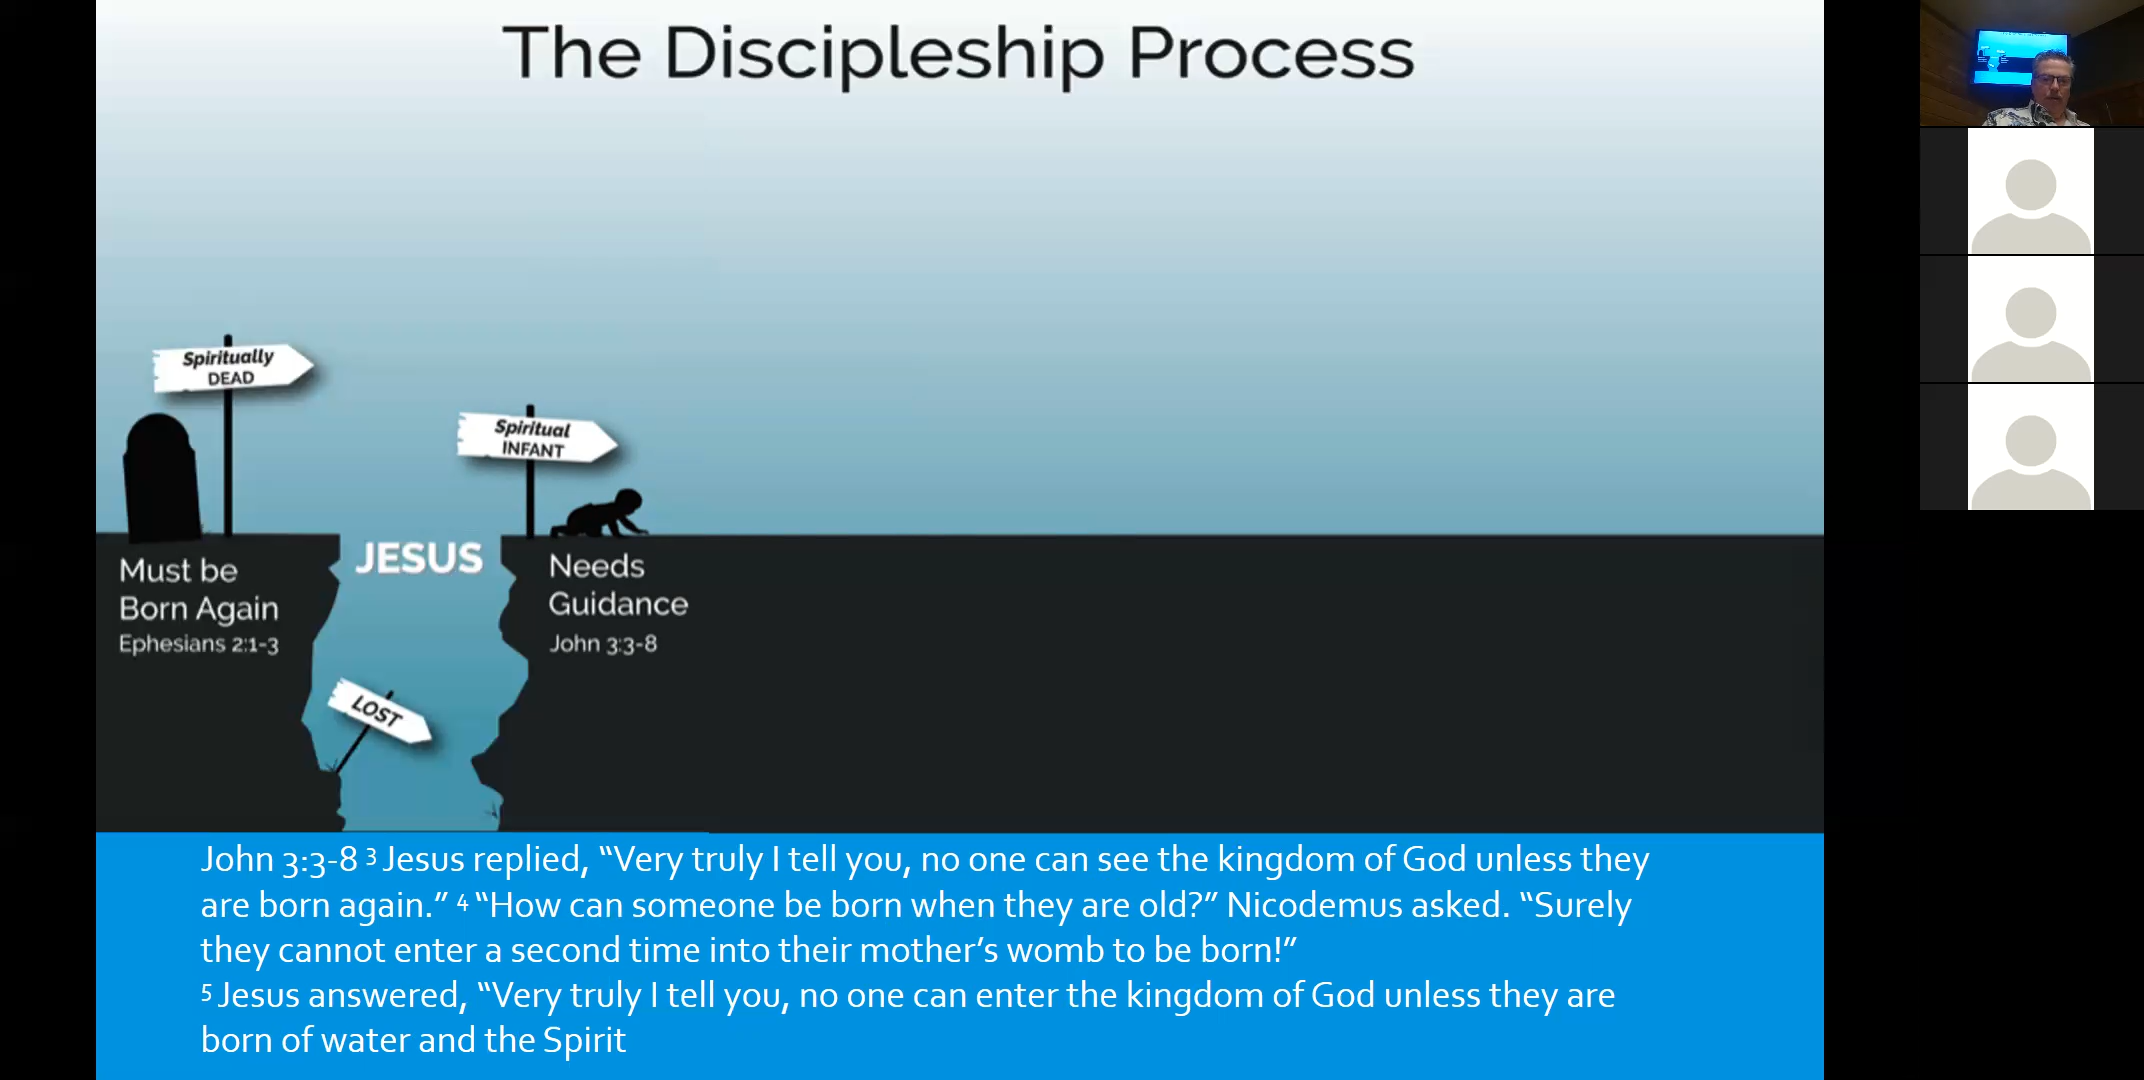 The Discipleship Process
Spiritually
DEAD
Spiritual
INFANT
JESUS
Must be
Born Again
Ephesians 2:1-3
Needs
Guidance
John 3:3-8
LOST
John 3:3-8 3 Jesus replied, “Very truly I tell you, no one can see the kingdom of God unless they
are born again.” 4 “How can someone be born when they are old?” Nicodemus asked. “Surely
they cannot enter a second time into their mother’s womb to be born!”
5 Jesus answered, “Very truly I tell you, no one can enter the kingdom of God unless they are
born of water and the Spirit